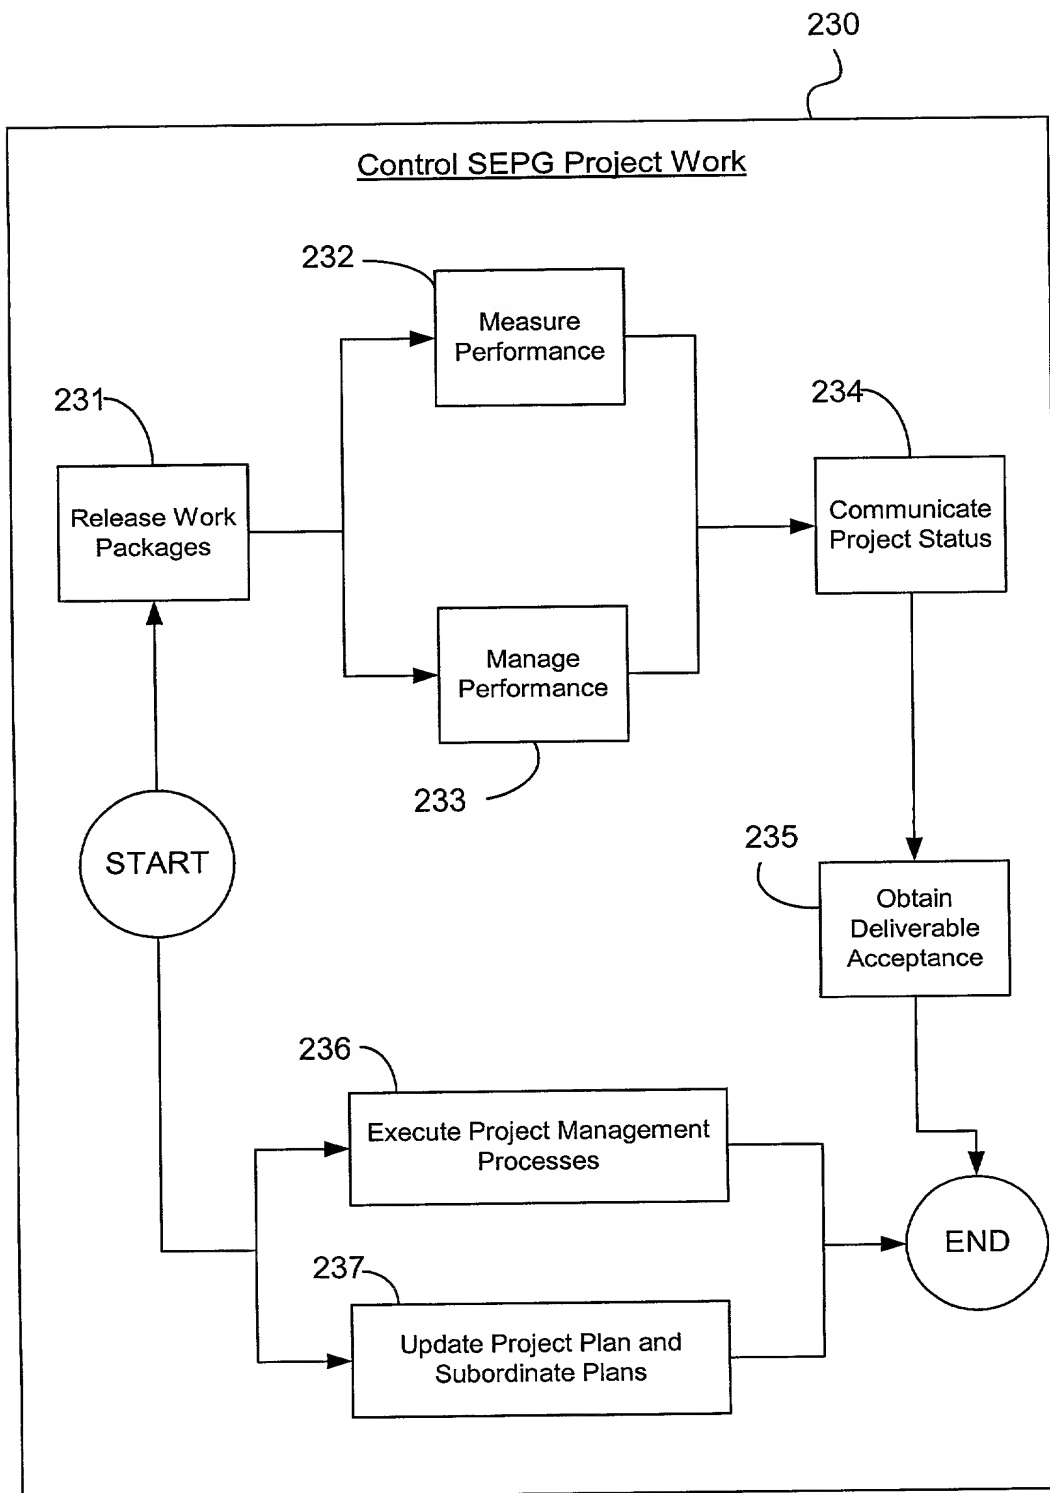 230
Control SEPG Project Work
232
Measure
Performance
231
Release Work
Packages
234
Communicate
Project Status
Manage
Performance
233
START
235
Obtain
Deliverable
Acceptance
236
Execute Project Management
Processes
END
237
Update Project Plan and
Subordinate Plans